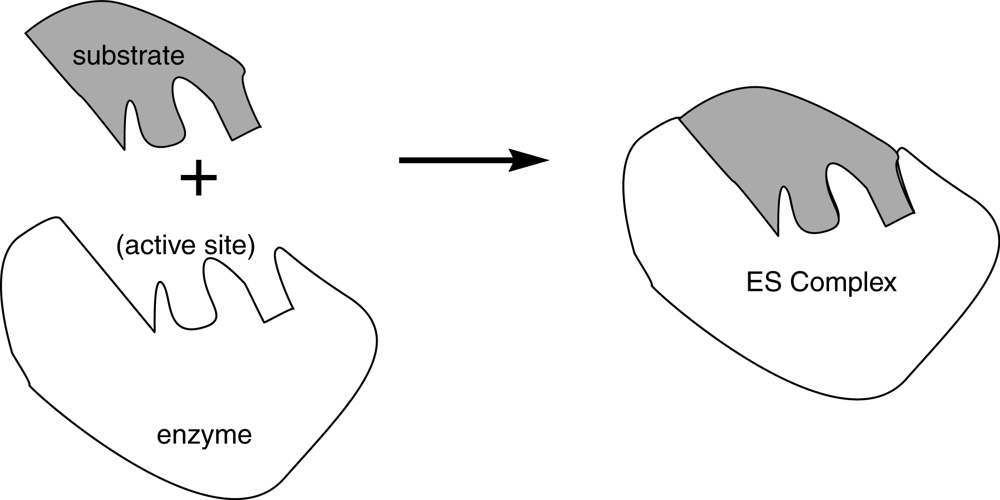 substrate
+
(active site)
enzyme
ES Complex